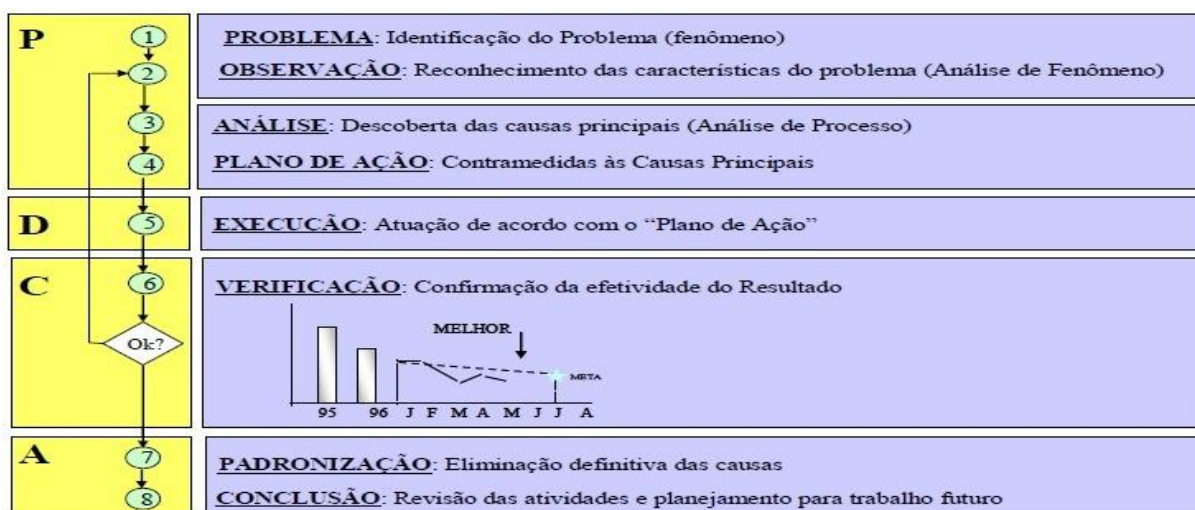 P 1 PROBLEMA: Identificação do Problema (fenômeno)
2 OBSERVAÇÃO: Reconhecimento das características do problema (Análise de Fenômeno)
3 ANÁLISE: Descoberta das causas principais (Análise de Processo)
4 PLANO DE AÇÃO: Contramedidas às Causas Principais
D 5 EXECUÇÃO: Atuação de acordo com o “Plano de Ação”
C 6 VERIFICAÇÃO: Confirmação da efetividade do Resultado
MELHOR
Ok?
META
95 96 J F M A M J J A
A 7 PADRONIZAÇÃO: Eliminação definitiva das causas
8 CONCLUSÃO: Revisão das atividades e planejamento para trabalho futuro